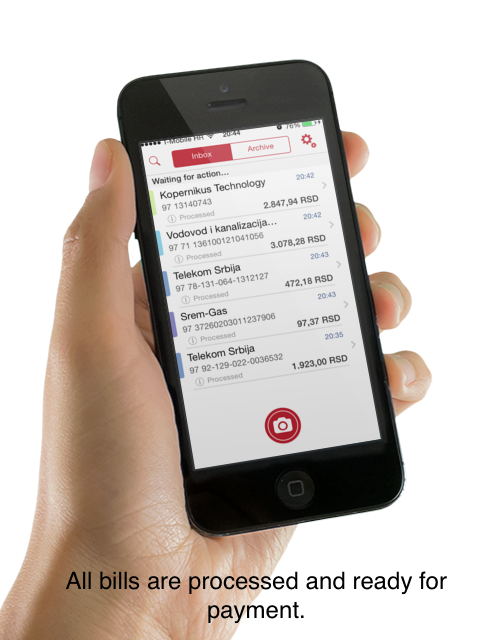 T-Mobile HR 20:44 76%
Inbox Archive
Waiting for action...
Kopernikus Technology 20:42
97 13140743
Processed 2.847,94 RSD
Vodovod i kanalizacija... 20:42
97 71 136100121041056
Processed 3.078,28 RSD
Telekom Srbija 20:43
97 78-131-064-1312127
Processed 472,18 RSD
Srem-Gas 20:43
97 37260203011237906
Processed 97,37 RSD
Telekom Srbija 20:35
97 92-129-022-0036532
Processed 1.923,00 RSD
All bills are processed and ready for
payment.